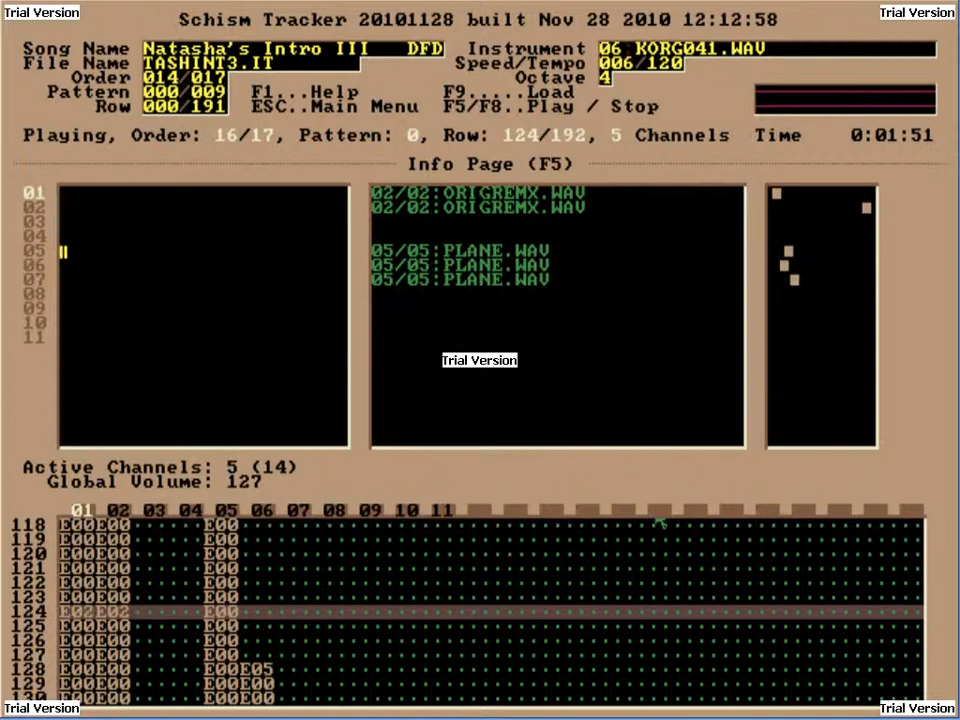 Trial Version
Trial Version
Schism Tracker 20101128 built Nov 28 2010 12:12:58
Song Name Natasha's Intro III DFD Instrument 06 KORG041.WAV
File Name TASHINT3.IT Speed/Tempo 006/120
Order 014/017 Octave 4
Pattern 000/009 F1...Help F9.....Load
Row 000/191 ESC..Main Menu F5/F8..Play / Stop
Playing, Order: 16/17, Pattern: 0, Row: 124/192, 5 Channels Time 0:01:51
Info Page (F5)
01 02/02:ORIGREMX.WAV
02 02/02:ORIGREMX.WAV
03
04
05 05/05:PLANE.WAV
06 05/05:PLANE.WAV
07 05/05:PLANE.WAV
08
09
10
11
Trial Version
Active Channels: 5 (14)
Global Volume: 127
01 02 03 04 05 06 07 08 09 10 11
118 E00E00 E00
119 E00E00 E00
120 E00E00 E00
121 E00E00 E00
122 E00E00 E00
123 E00E00 E00
124 E02E02 E00
125 E00E00 E00
126 E00E00 E00
127 E00E00 E00
128 E00E00 E00E05
129 E00E00 E00E00
130 E00E00 E00E00
Trial Version
Trial Version